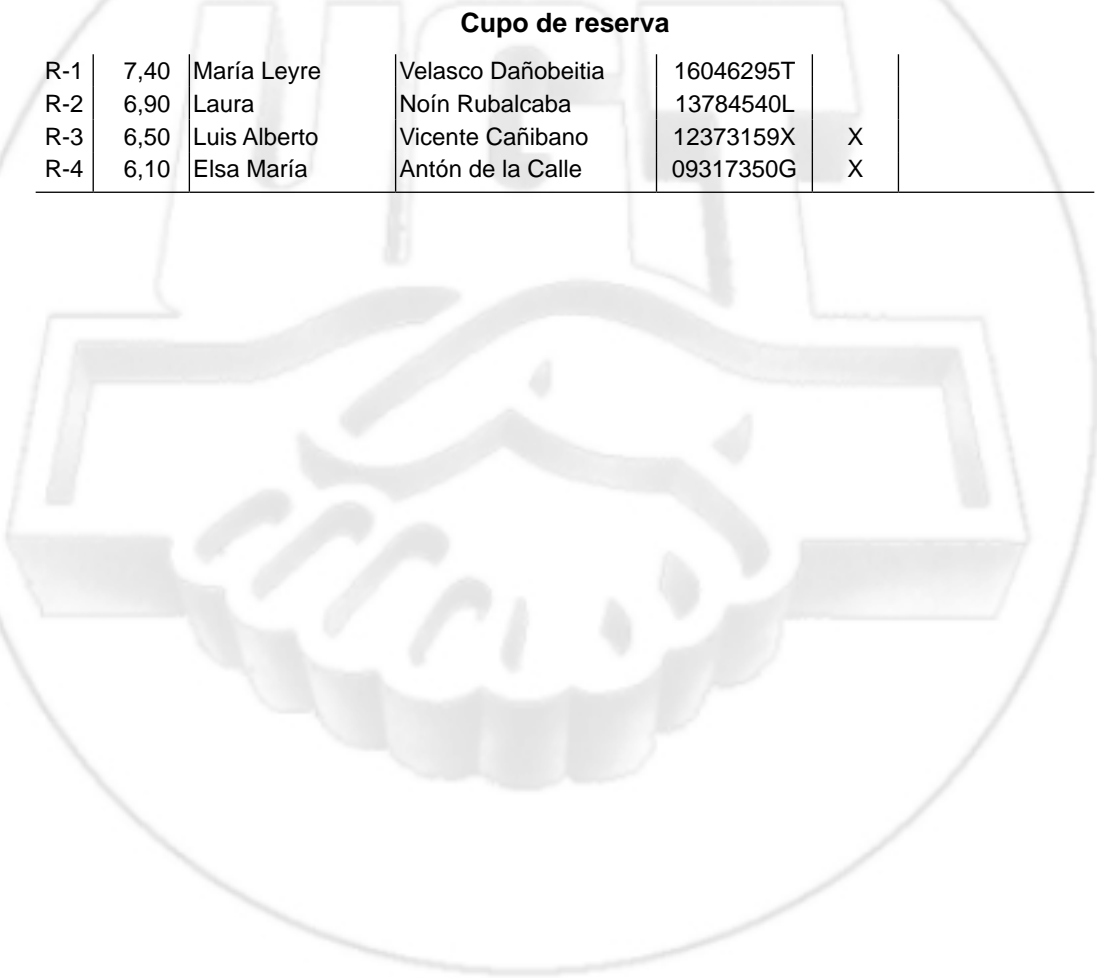 Cupo de reserva
R-1 7,40 María Leyre Velasco Dañobeitia 16046295T
R-2 6,90 Laura Noín Rubalcaba 13784540L
R-3 6,50 Luis Alberto Vicente Cañibano 12373159X X
R-4 6,10 Elsa María Antón de la Calle 09317350G X
UGT